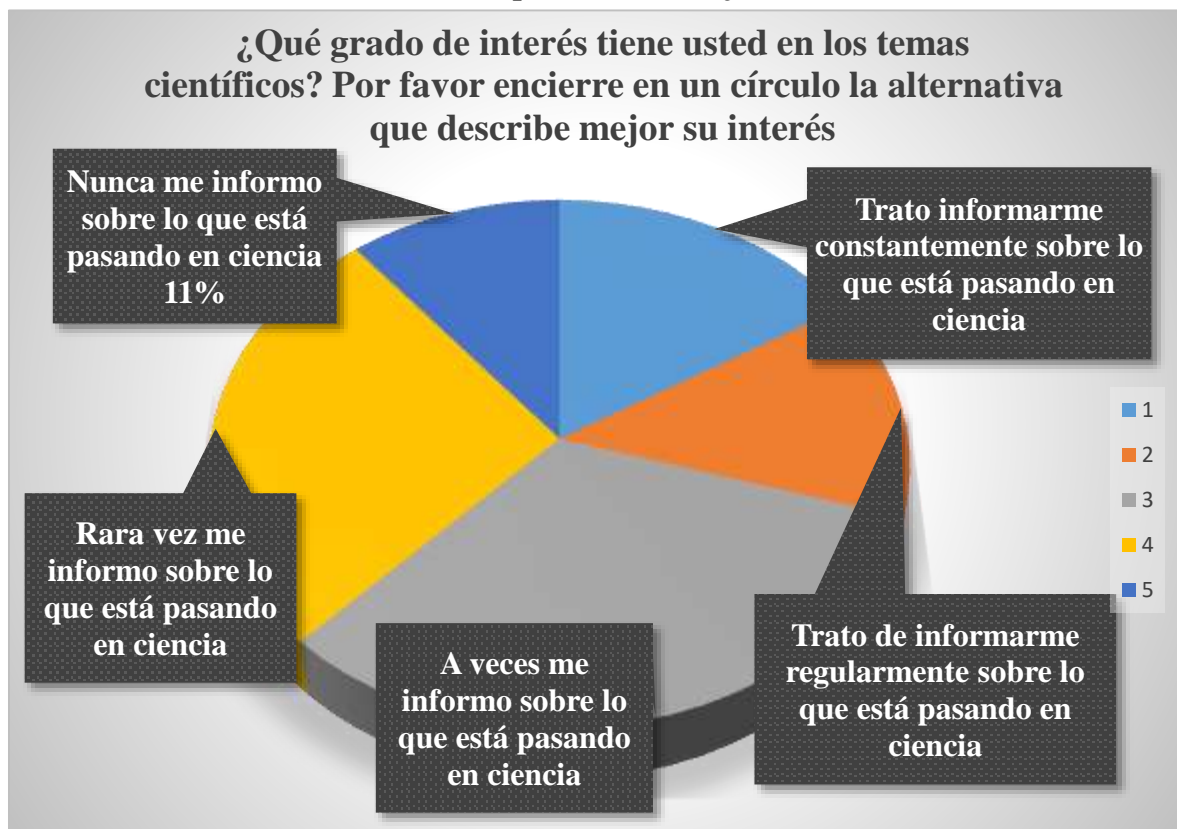 ¿Qué grado de interés tiene usted en los temas
científicos? Por favor encierre en un círculo la alternativa
que describe mejor su interés
Nunca me informo
sobre lo que está
pasando en ciencia
11%
Trato informarme
constantemente sobre lo
que está pasando en
ciencia
1
2
3
4
5
Rara vez me
informo sobre lo
que está pasando
en ciencia
A veces me
informo sobre lo
que está pasando
en ciencia
Trato de informarme
regularmente sobre lo
que está pasando en
ciencia